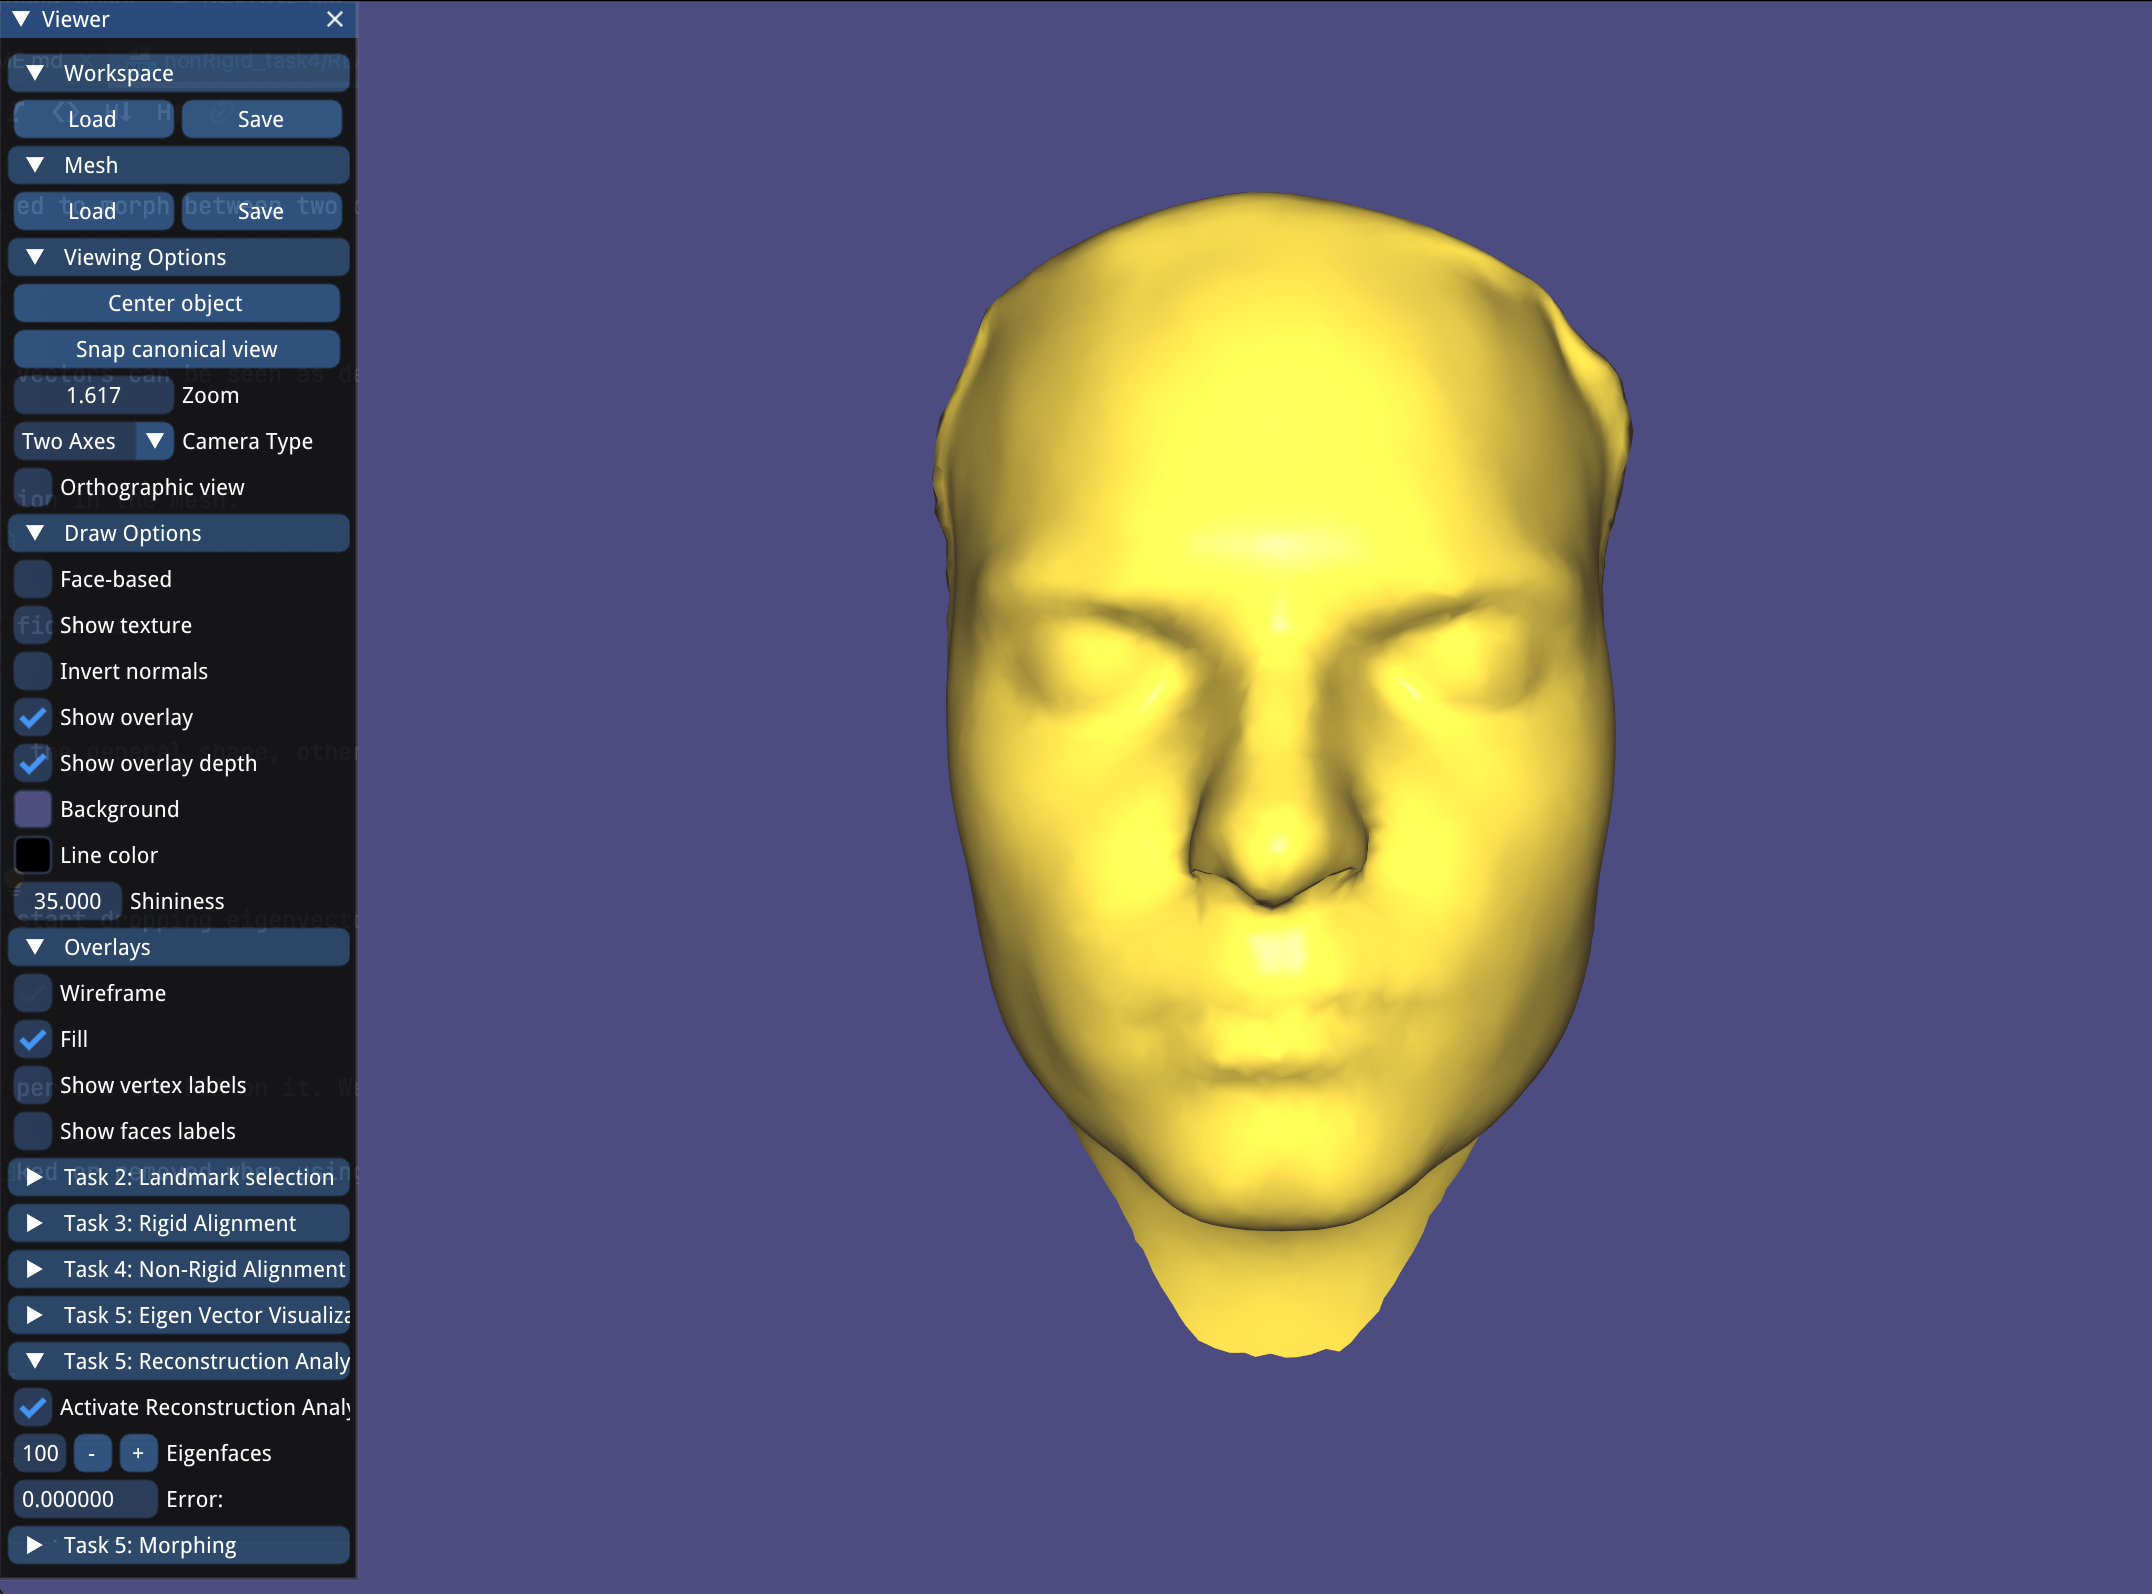 Viewer
Workspace
Load Save
Mesh
Load Save
Viewing Options
Center object
Snap canonical view
1.617 Zoom
Two Axes Camera Type
Orthographic view
Draw Options
Face-based
Show texture
Invert normals
Show overlay
Show overlay depth
Background
Line color
35.000 Shininess
Overlays
Wireframe
Fill
Show vertex labels
Show faces labels
Task 2: Landmark selection
Task 3: Rigid Alignment
Task 4: Non-Rigid Alignment
Task 5: Eigen Vector Visualiza
Task 5: Reconstruction Analy
Activate Reconstruction Analy
100 - + Eigenfaces
0.000000 Error:
Task 5: Morphing